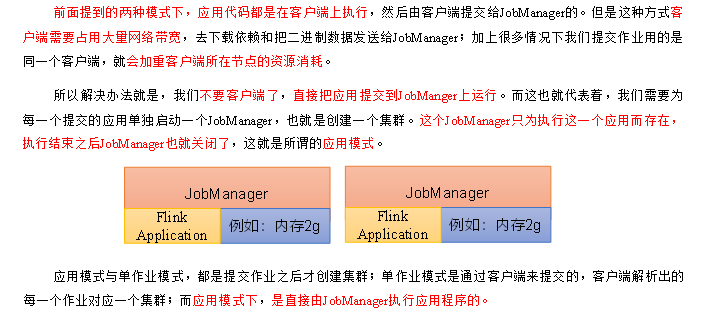 前面提到的两种模式下，应用代码都是在客户端上执行，然后由客户端提交给JobManager的。但是这种方式客
户端需要占用大量网络带宽，去下载依赖和把二进制数据发送给JobManager；加上很多情况下我们提交作业用的是
同一个客户端，就会加重客户端所在节点的资源消耗。
所以解决办法就是，我们不要客户端了，直接把应用提交到JobManger上运行。而这也就代表着，我们需要为
每一个提交的应用单独启动一个JobManager，也就是创建一个集群。这个JobManager只为执行这一个应用而存在，
执行结束之后JobManager也就关闭了，这就是所谓的应用模式。
JobManager
Flink
Application
例如：内存2g
JobManager
Flink
Application
例如：内存2g
应用模式与单作业模式，都是提交作业之后才创建集群；单作业模式是通过客户端来提交的，客户端解析出的
每一个作业对应一个集群；而应用模式下，是直接由JobManager执行应用程序的。